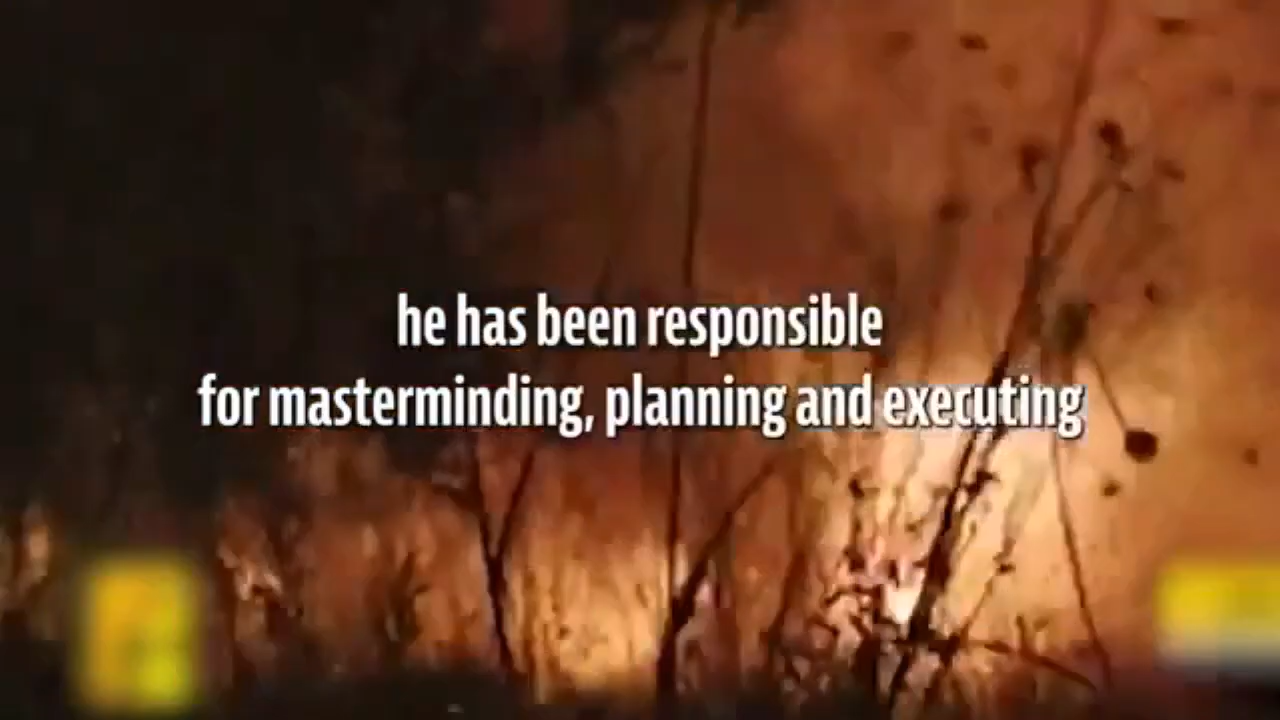 he has been responsible
for masterminding, planning and executing